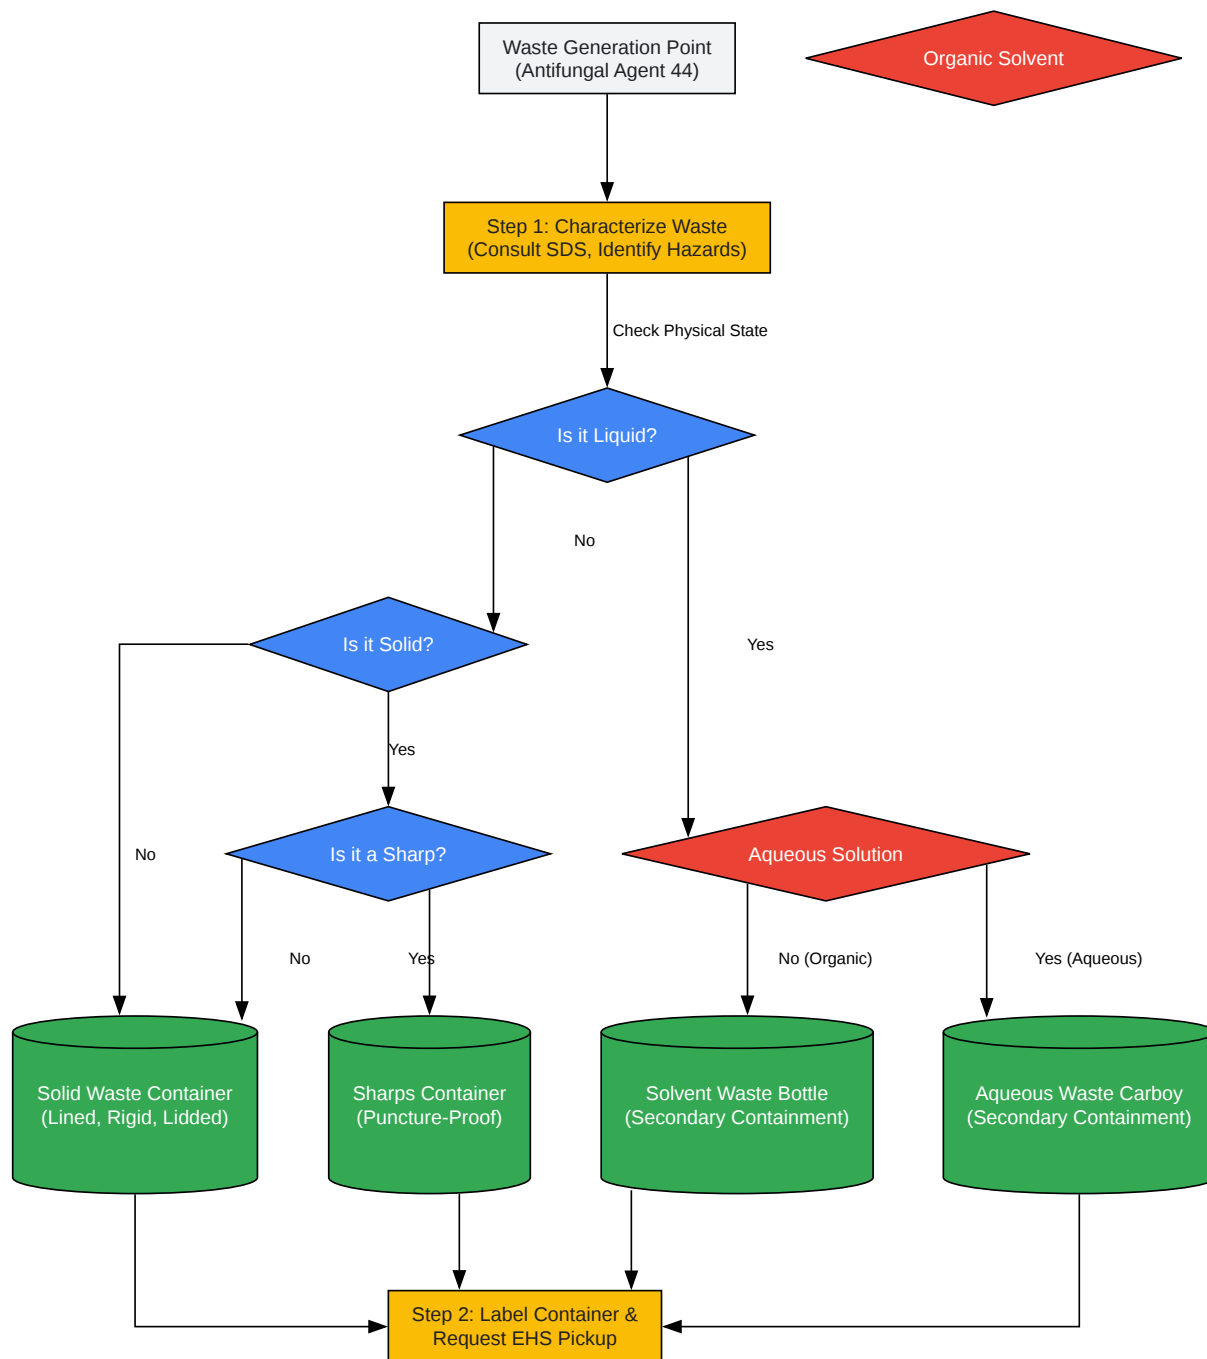 Waste Generation Point
(Antifungal Agent 44)
Organic Solvent
Step 1: Characterize Waste
(Consult SDS, Identify Hazards)
Check Physical State
Is it Liquid?
No
Is it Solid?
Yes
Yes
Is it a Sharp?
Aqueous Solution
No
No
Yes
No (Organic)
Yes (Aqueous)
Solid Waste Container
(Lined, Rigid, Lidded)
Sharps Container
(Puncture-Proof)
Solvent Waste Bottle
(Secondary Containment)
Aqueous Waste Carboy
(Secondary Containment)
Step 2: Label Container &
Request EHS Pickup